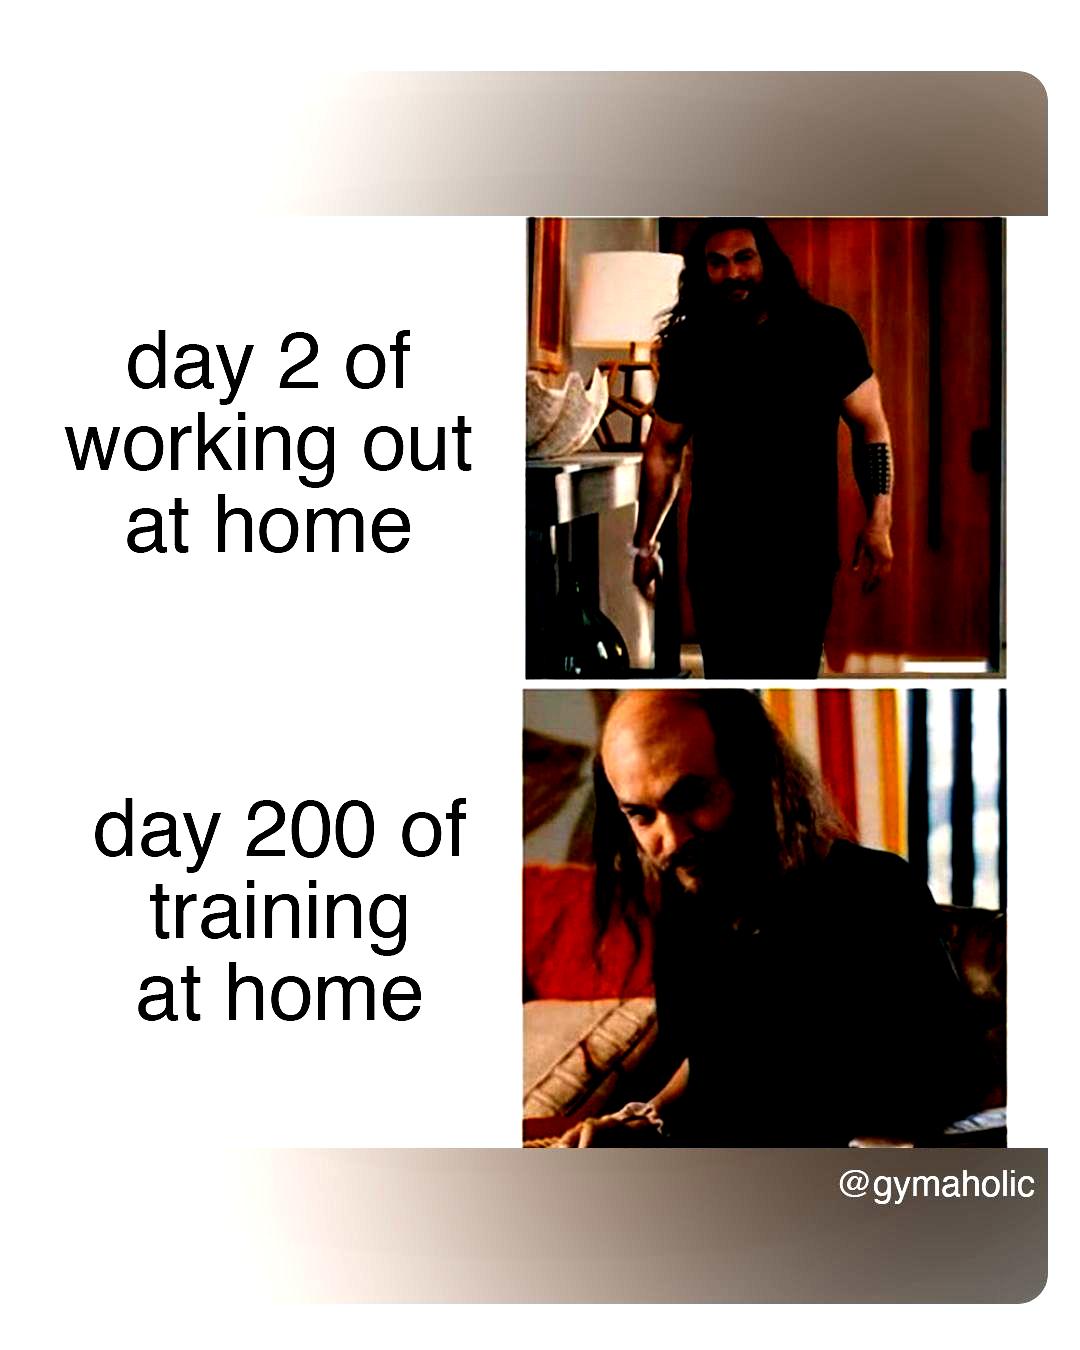 day 2 of
working out
at home
day 200 of
training
at home
@gymaholic